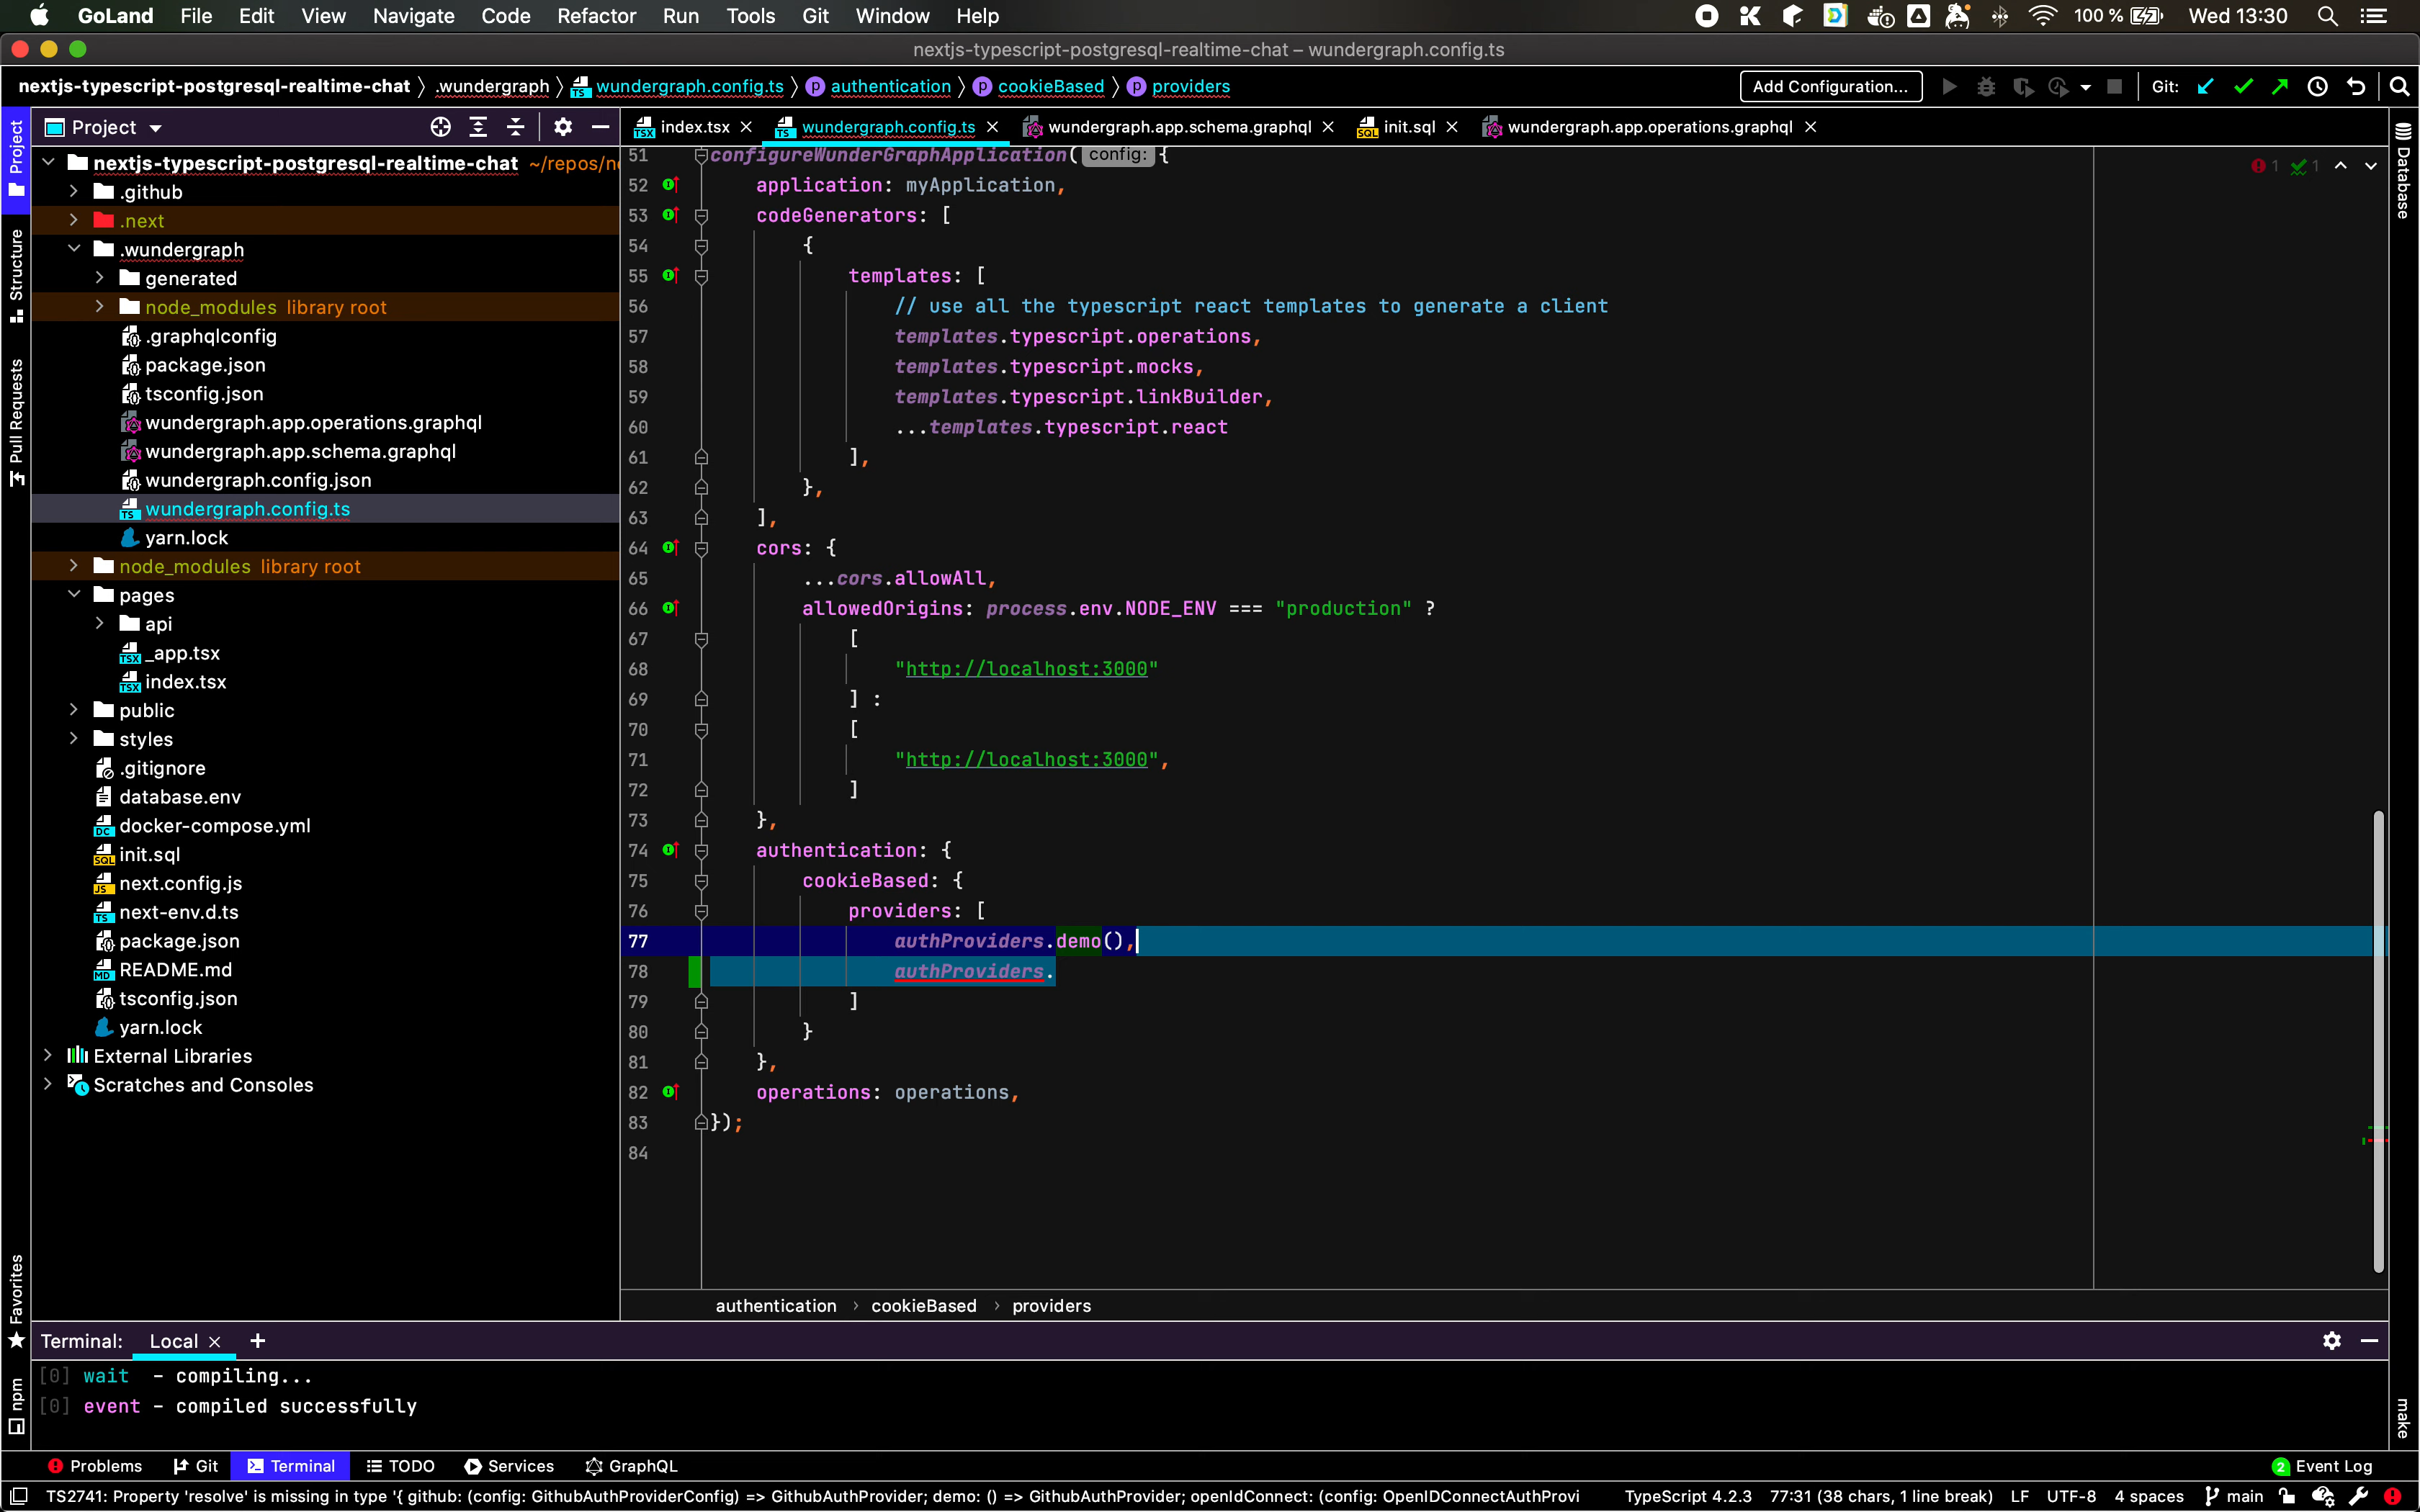 GoLand File Edit View Navigate Code Refactor Run Tools Git Window Help 100 % Wed 13:30
nextjs-typescript-postgresql-realtime-chat – wundergraph.config.ts
nextjs-typescript-postgresql-realtime-chat .wundergraph wundergraph.config.ts authentication cookieBased providers Add Configuration... Git:
Project
index.tsx wundergraph.config.ts wundergraph.app.schema.graphql init.sql wundergraph.app.operations.graphql
Project
Structure
Pull Requests
Favorites
npm
nextjs-typescript-postgresql-realtime-chat ~/repos/n
.github
.next
.wundergraph
generated
node_modules library root
.graphqlconfig
package.json
tsconfig.json
wundergraph.app.operations.graphql
wundergraph.app.schema.graphql
wundergraph.config.json
wundergraph.config.ts
yarn.lock
node_modules library root
pages
api
_app.tsx
index.tsx
public
styles
.gitignore
database.env
docker-compose.yml
init.sql
next.config.js
next-env.d.ts
package.json
README.md
tsconfig.json
yarn.lock
External Libraries
Scratches and Consoles
51 configureWunderGraphApplication( config: {
52 application: myApplication,
53 codeGenerators: [
54 {
55 templates: [
56 // use all the typescript react templates to generate a client
57 templates.typescript.operations,
58 templates.typescript.mocks,
59 templates.typescript.linkBuilder,
60 ...templates.typescript.react
61 ],
62 },
63 ],
64 cors: {
65 ...cors.allowAll,
66 allowedOrigins: process.env.NODE_ENV === "production" ?
67 [
68 "http://localhost:3000"
69 ] :
70 [
71 "http://localhost:3000",
72 ]
73 },
74 authentication: {
75 cookieBased: {
76 providers: [
77 authProviders.demo(),
78 authProviders.
79 ]
80 }
81 },
82 operations: operations,
83 });
84
1 1
Database
make
authentication › cookieBased › providers
Terminal: Local
[0] wait - compiling...
[0] event - compiled successfully
Problems Git Terminal TODO Services GraphQL 2 Event Log
TS2741: Property 'resolve' is missing in type '{ github: (config: GithubAuthProviderConfig) => GithubAuthProvider; demo: () => GithubAuthProvider; openIdConnect: (config: OpenIDConnectAuthProvi TypeScript 4.2.3 77:31 (38 chars, 1 line break) LF UTF-8 4 spaces main